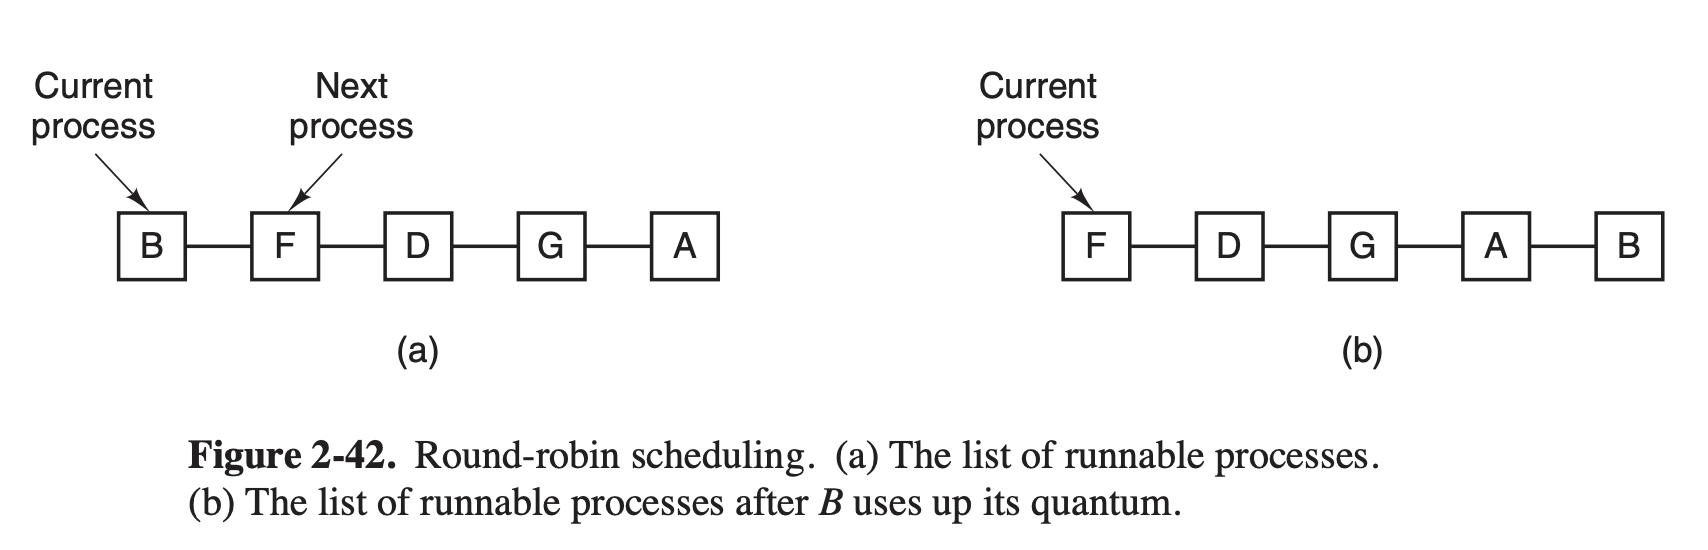 Current
process
Next
process
B F D G A
(a)
Current
process
F D G A B
(b)
Figure 2-42. Round-robin scheduling. (a) The list of runnable processes.
(b) The list of runnable processes after B uses up its quantum.